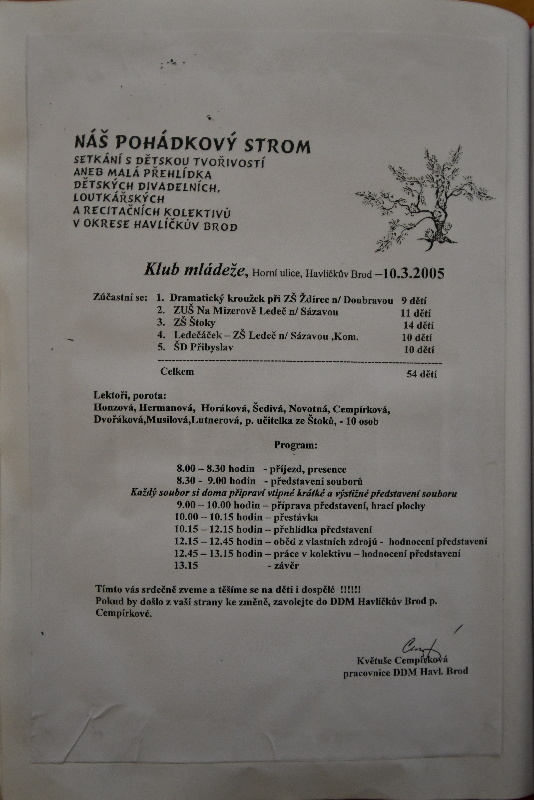 NÁŠ POHÁDKOVÝ STROM
SETKÁNÍ S DĚTSKOU TVOŘIVOSTÍ
ANEB MALÁ PŘEHLÍDKA
DĚTSKÝCH DIVADELNÍCH,
LOUTKÁŘSKÝCH
A RECITAČNÍCH KOLEKTIVŮ
V OKRESE HAVLÍČKŮV BROD
Klub mládeže, Horní ulice, Havlíčkův Brod –10.3.2005
Zúčastní se: 1. Dramatický kroužek při ZŠ Ždírec n/ Doubravou 9 dětí
2. ZUŠ Na Mizerově Ledeč n/ Sázavou 11 dětí
3. ZŠ Štoky 14 dětí
4. Ledečáček – ZŠ Ledeč n/ Sázavou ,Kom. 10 dětí
5. ŠD Přibyslav 10 dětí
Celkem 54 dětí
Lektoři, porota:
Honzová, Hermanová, Horáková, Šedivá, Novotná, Cempírková,
Dvořáková,Musilová,Lutnerová, p. učitelka ze Štoků, - 10 osob
Program:
8.00 – 8.30 hodin - příjezd, presence
8.30 - 9.00 hodin - představení souborů
Každý soubor si doma připraví vtipné krátké a výstižné představení souboru
9.00 – 10.00 hodin – příprava představení, hrací plochy
10.00 – 10.15 hodin – přestávka
10.15 – 12.15 hodin – přehlídka představení
12.15 – 12.45 hodin – oběd z vlastních zdrojů - hodnocení představení
12.45 – 13.15 hodin – práce v kolektivu – hodnocení představení
13.15 - závěr
Tímto vás srdečně zveme a těšíme se na děti i dospělé !!!!!!
Pokud by došlo z vaší strany ke změně, zavolejte do DDM Havlíčkův Brod p.
Cempírkové.
Květuše Cempírková
pracovnice DDM Havl. Brod